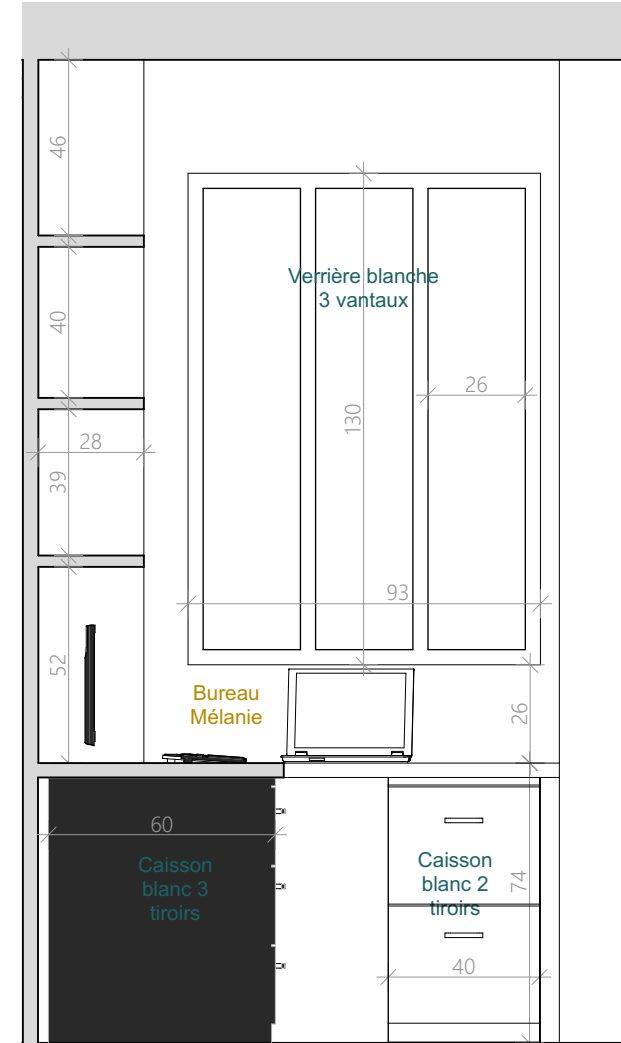 46
Verrière blanche
3 vantaux
40
26
130
28
39
93
52
Bureau
Mélanie
26
60
Caisson
blanc 3
tiroirs
Caisson
blanc 2
tiroirs
74
40